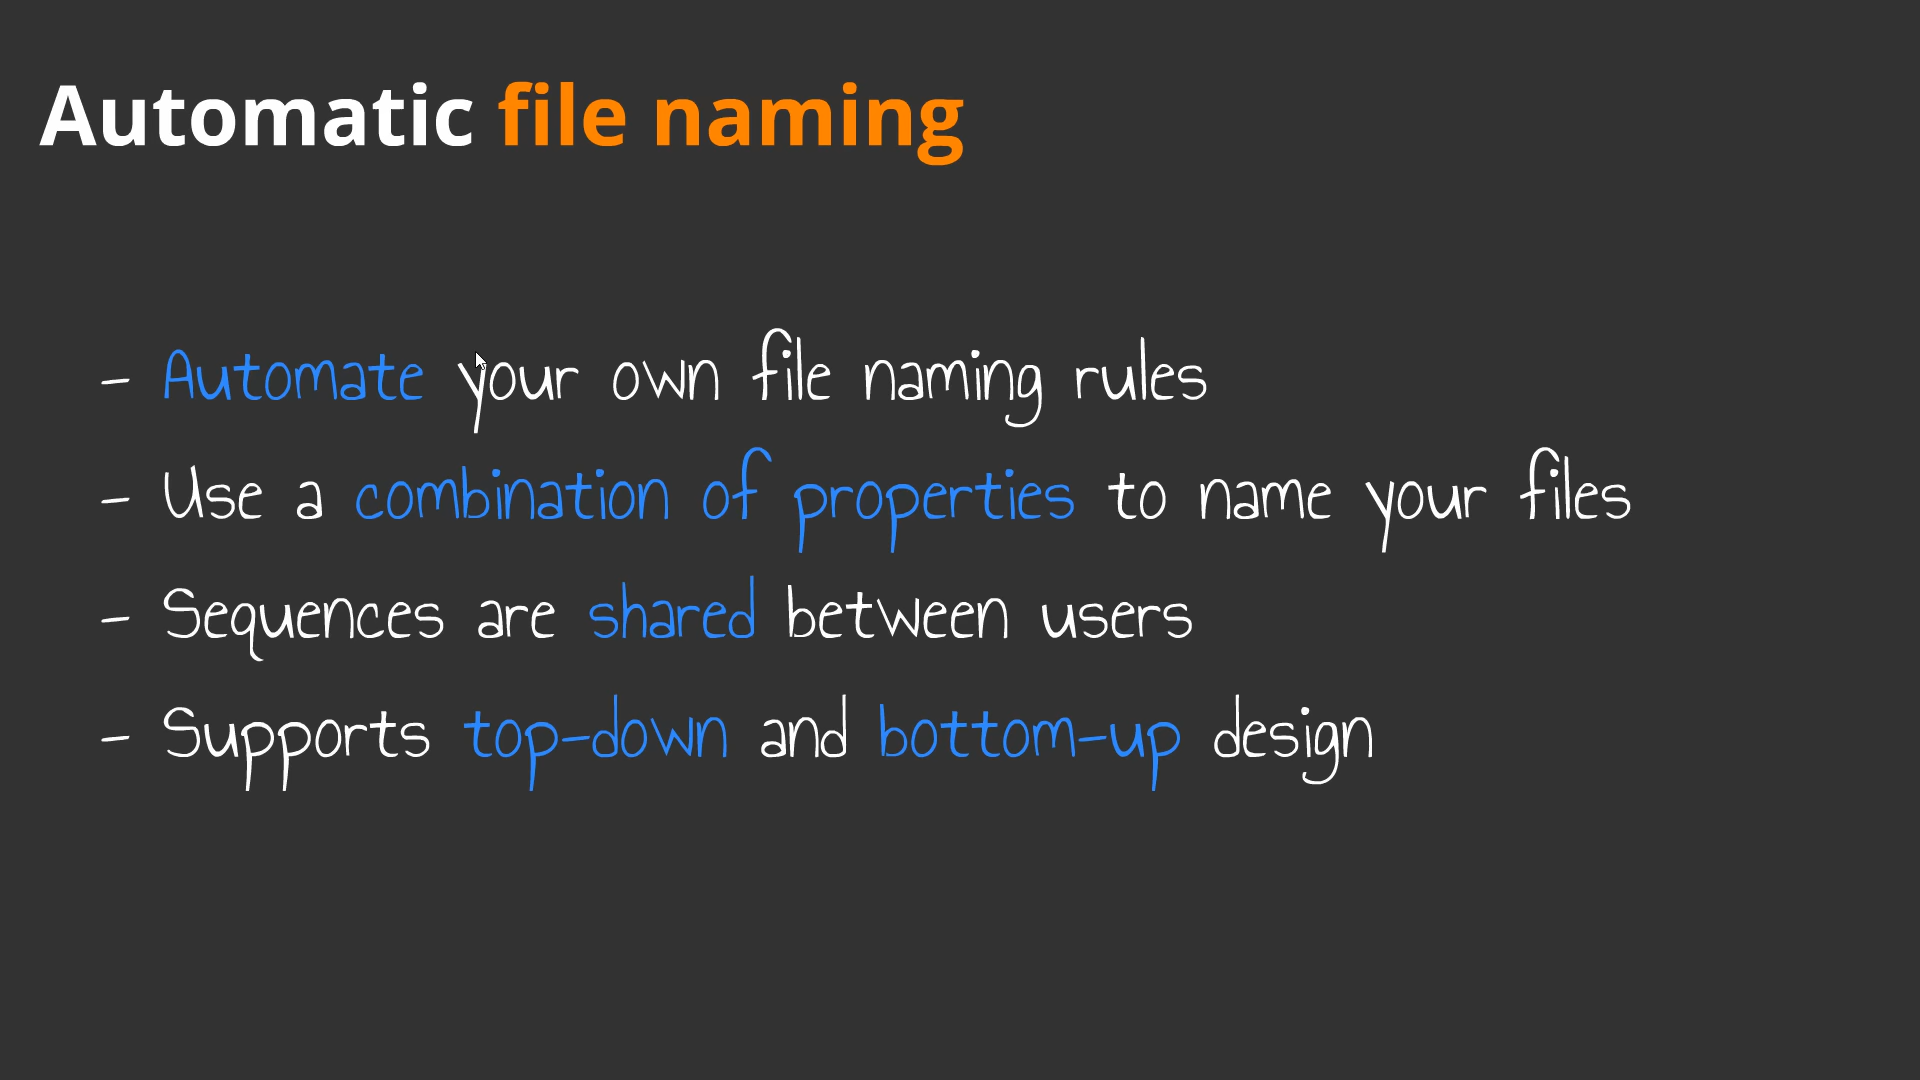 Automatic file naming
- Automate your own file naming rules
- Use a combination of properties to name your files
- Sequences are shared between users
- Supports top-down and bottom-up design